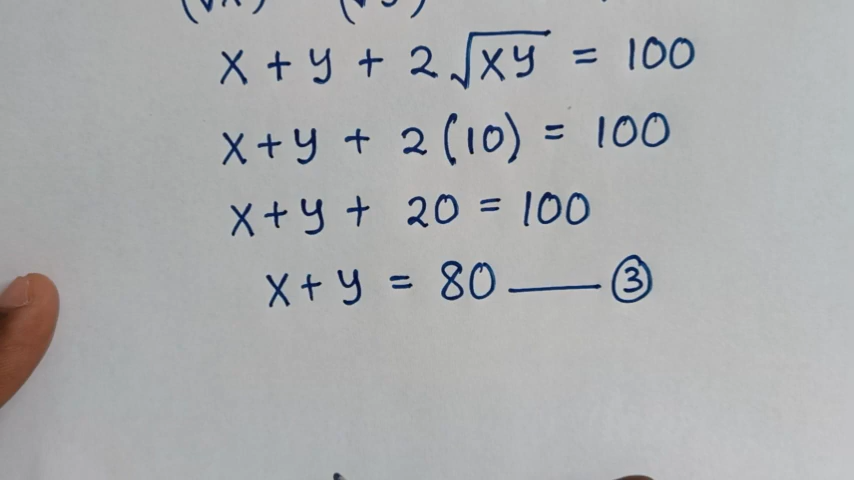 x + y + 2√xy = 100
x + y + 2(10) = 100
x + y + 20 = 100
x + y = 80 —— ③